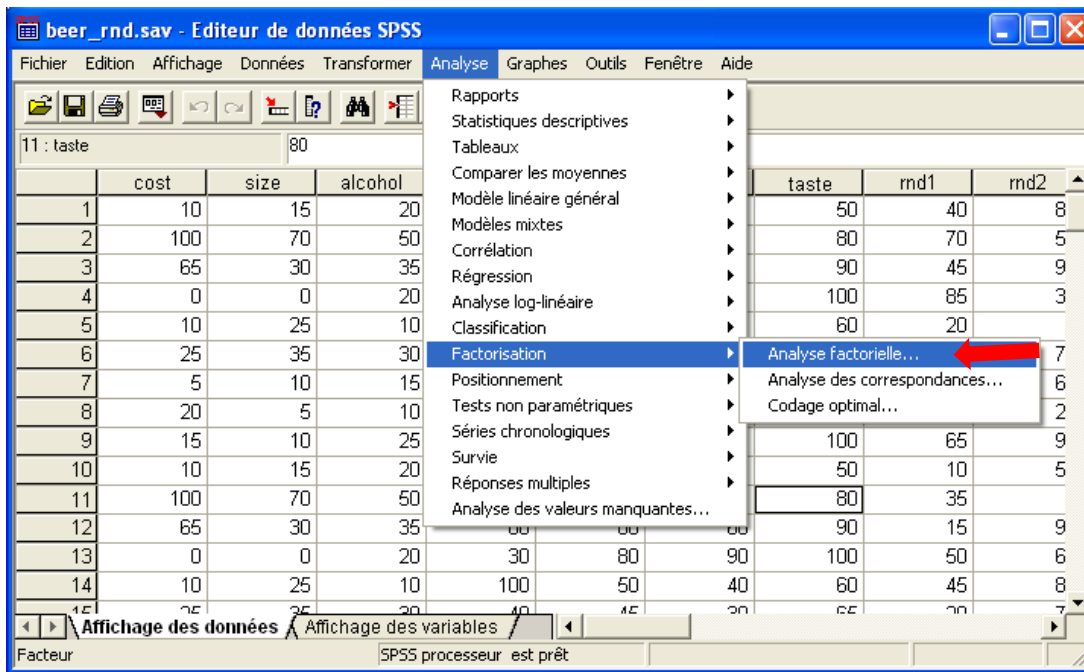 beer_rnd.sav - Editeur de données SPSS
Fichier Edition Affichage Données Transformer Analyse Graphes Outils Fenêtre Aide
11 : taste 80
Rapports
Statistiques descriptives
Tableaux
Comparer les moyennes
Modèle linéaire général
Modèles mixtes
Corrélation
Régression
Analyse log-linéaire
Classification
Factorisation
Positionnement
Tests non paramétriques
Séries chronologiques
Survie
Réponses multiples
Analyse des valeurs manquantes...
Analyse factorielle...
Analyse des correspondances...
Codage optimal...
cost size alcohol taste rnd1 rnd2
1 10 15 20 50 40 8
2 100 70 50 80 70 5
3 65 30 35 90 45 9
4 0 0 20 100 85 3
5 10 25 10 60 20
6 25 35 30 7
7 5 10 15 6
8 20 5 10 2
9 15 10 25 100 65 9
10 10 15 20 50 10 5
11 100 70 50 80 35
12 65 30 35 90 15 9
13 0 0 20 30 80 90 100 50 6
14 10 25 10 100 50 40 60 45 8
Affichage des données Affichage des variables
Facteur SPSS processeur est prêt